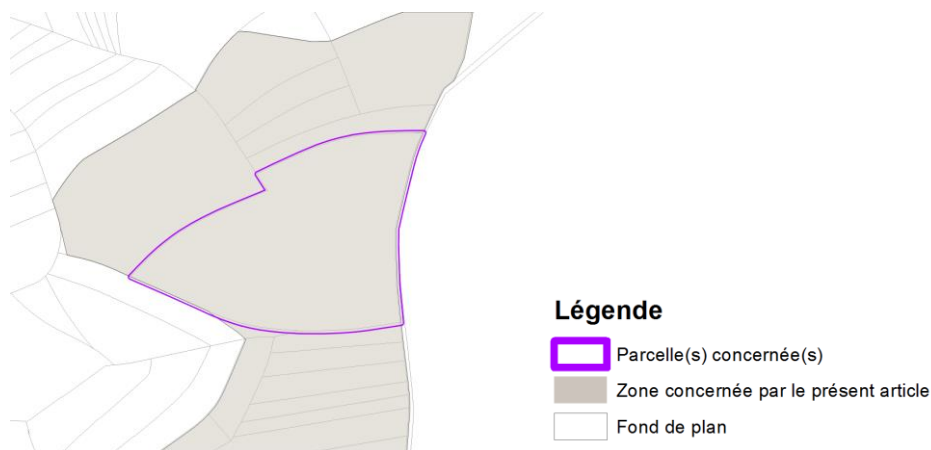 Légende
Parcelle(s) concernée(s)
Zone concernée par le présent article
Fond de plan